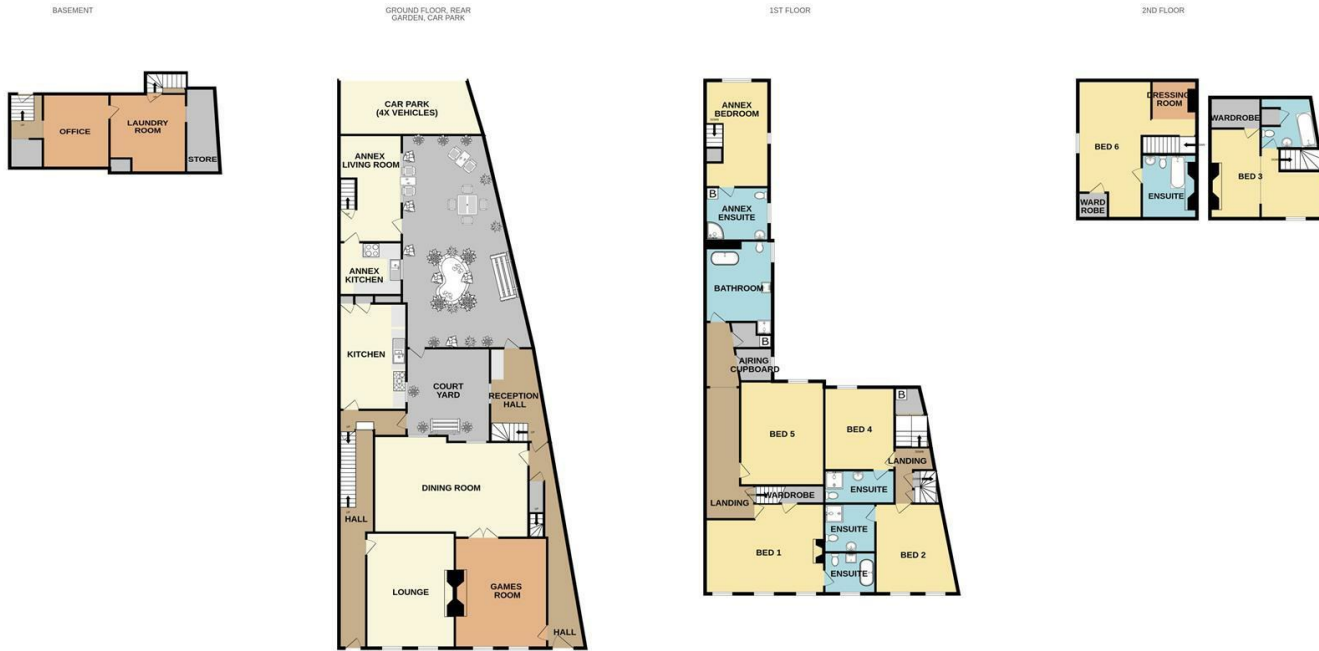 BASEMENT
OFFICE
LAUNDRY
ROOM
STORE
GROUND FLOOR, REAR
GARDEN, CAR PARK
CAR PARK
(4X VEHICLES)
ANNEX
LIVING ROOM
ANNEX
KITCHEN
KITCHEN
COURT
YARD
RECEPTION
HALL
DINING ROOM
HALL
LOUNGE
GAMES
ROOM
HALL
1ST FLOOR
ANNEX
BEDROOM
B
ANNEX
ENSUITE
BATHROOM
B
AIRING
CUPBOARD
B
BED 5
BED 4
LANDING
ENSUITE
LANDING
WARDROBE
ENSUITE
BED 1
BED 2
ENSUITE
2ND FLOOR
DRESSING
ROOM
WARDROBE
BED 6
BED 3
ENSUITE
WARD
ROBE